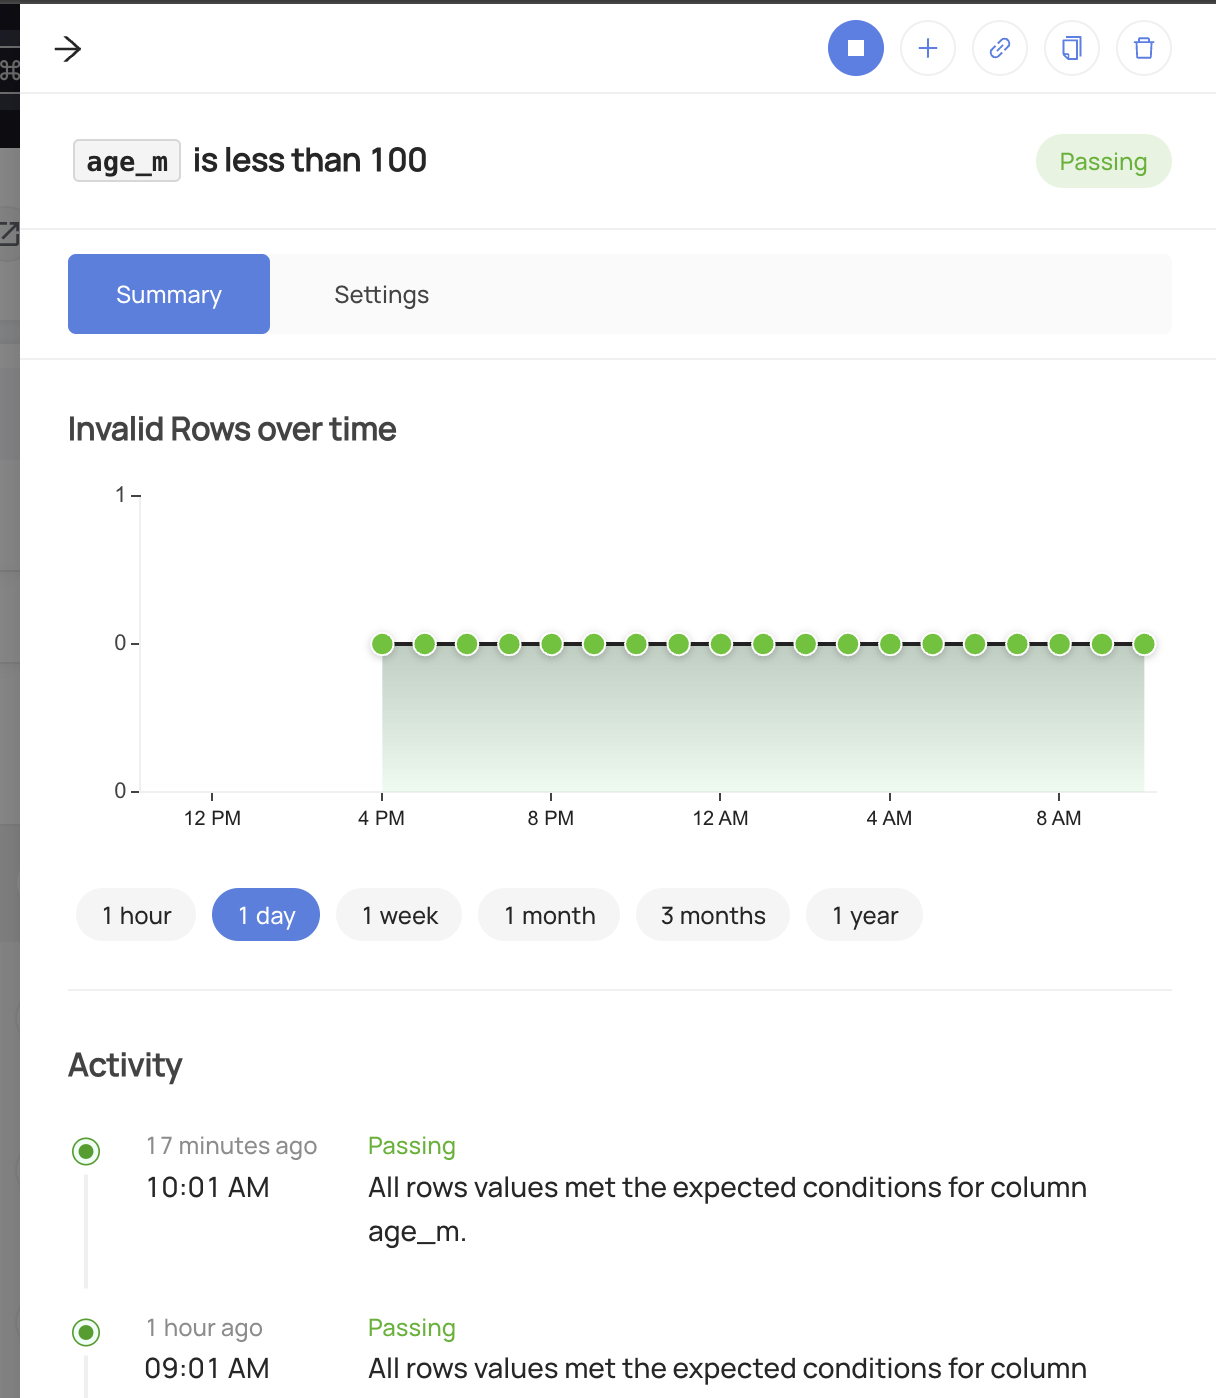 age_m is less than 100
Passing
Summary
Settings
Invalid Rows over time
1
0
0
12 PM
4 PM
8 PM
12 AM
4 AM
8 AM
1 hour
1 day
1 week
1 month
3 months
1 year
Activity
17 minutes ago
Passing
10:01 AM
All rows values met the expected conditions for column
age_m.
1 hour ago
Passing
09:01 AM
All rows values met the expected conditions for column